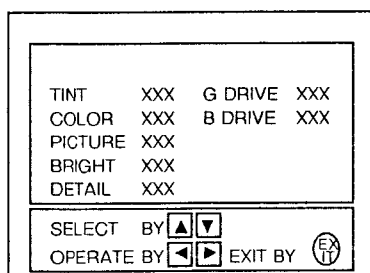 TINT XXX G DRIVE XXX
COLOR XXX B DRIVE XXX
PICTURE XXX
BRIGHT XXX
DETAIL XXX
SELECT BY ▲ ▼
OPERATE BY ◄ ► EXIT BY EXIT